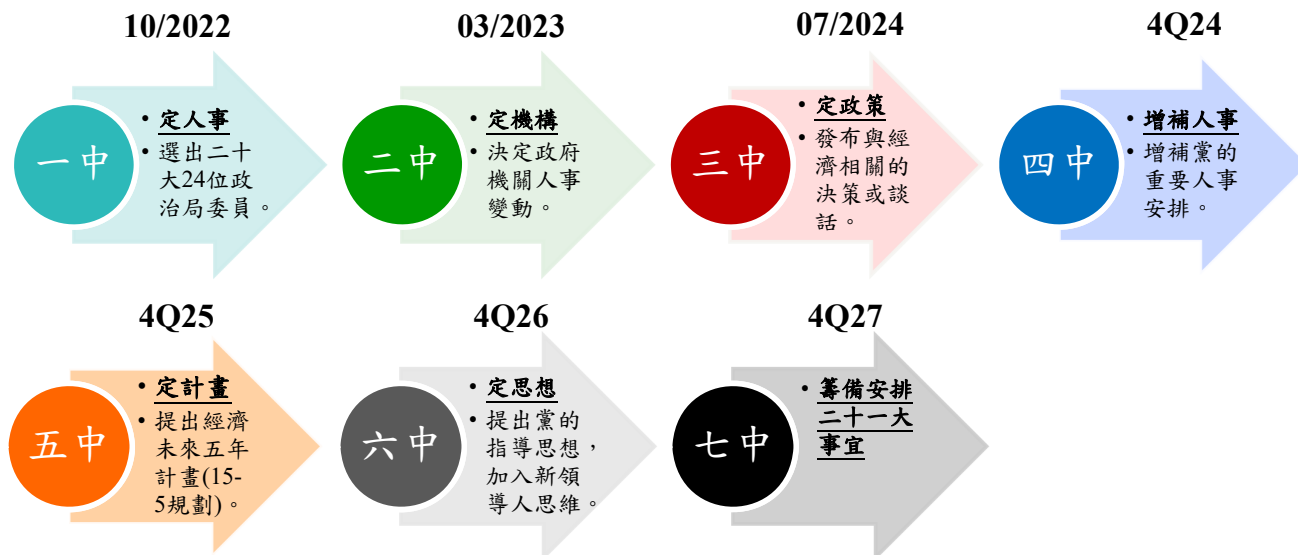 10/2022
03/2023
07/2024
4Q24
一中
• 定人事
• 選出二十
大24位政
治局委員。
二中
• 定機構
• 決定政府
機關人事
變動。
三中
• 定政策
• 發布與經
濟相關的
決策或談
話。
四中
• 增補人事
• 增補黨的
重要人事
安排。
4Q25
4Q26
4Q27
五中
• 定計畫
• 提出經濟
未來五年
計畫(15-
5規劃)。
六中
• 定思想
• 提出黨的
指導思想，
加入新領
導人思維。
七中
• 籌備安排
二十一大
事宜